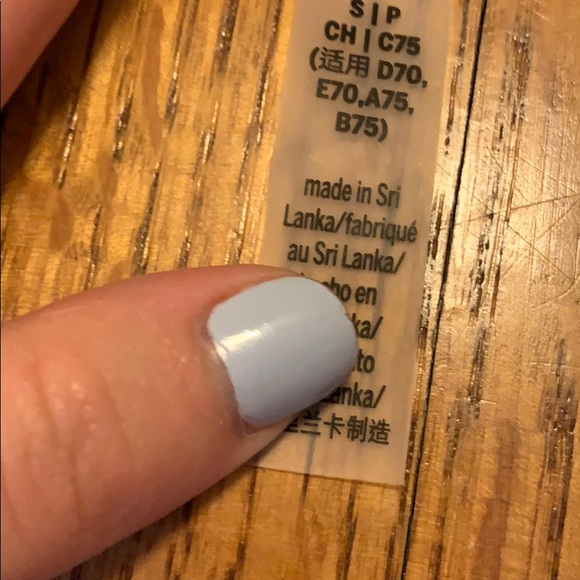 S | P
CH | C75
(适用 D70,
E70,A75,
B75)
made in Sri
Lanka/fabriqué
au Sri Lanka/
en
兰卡制造